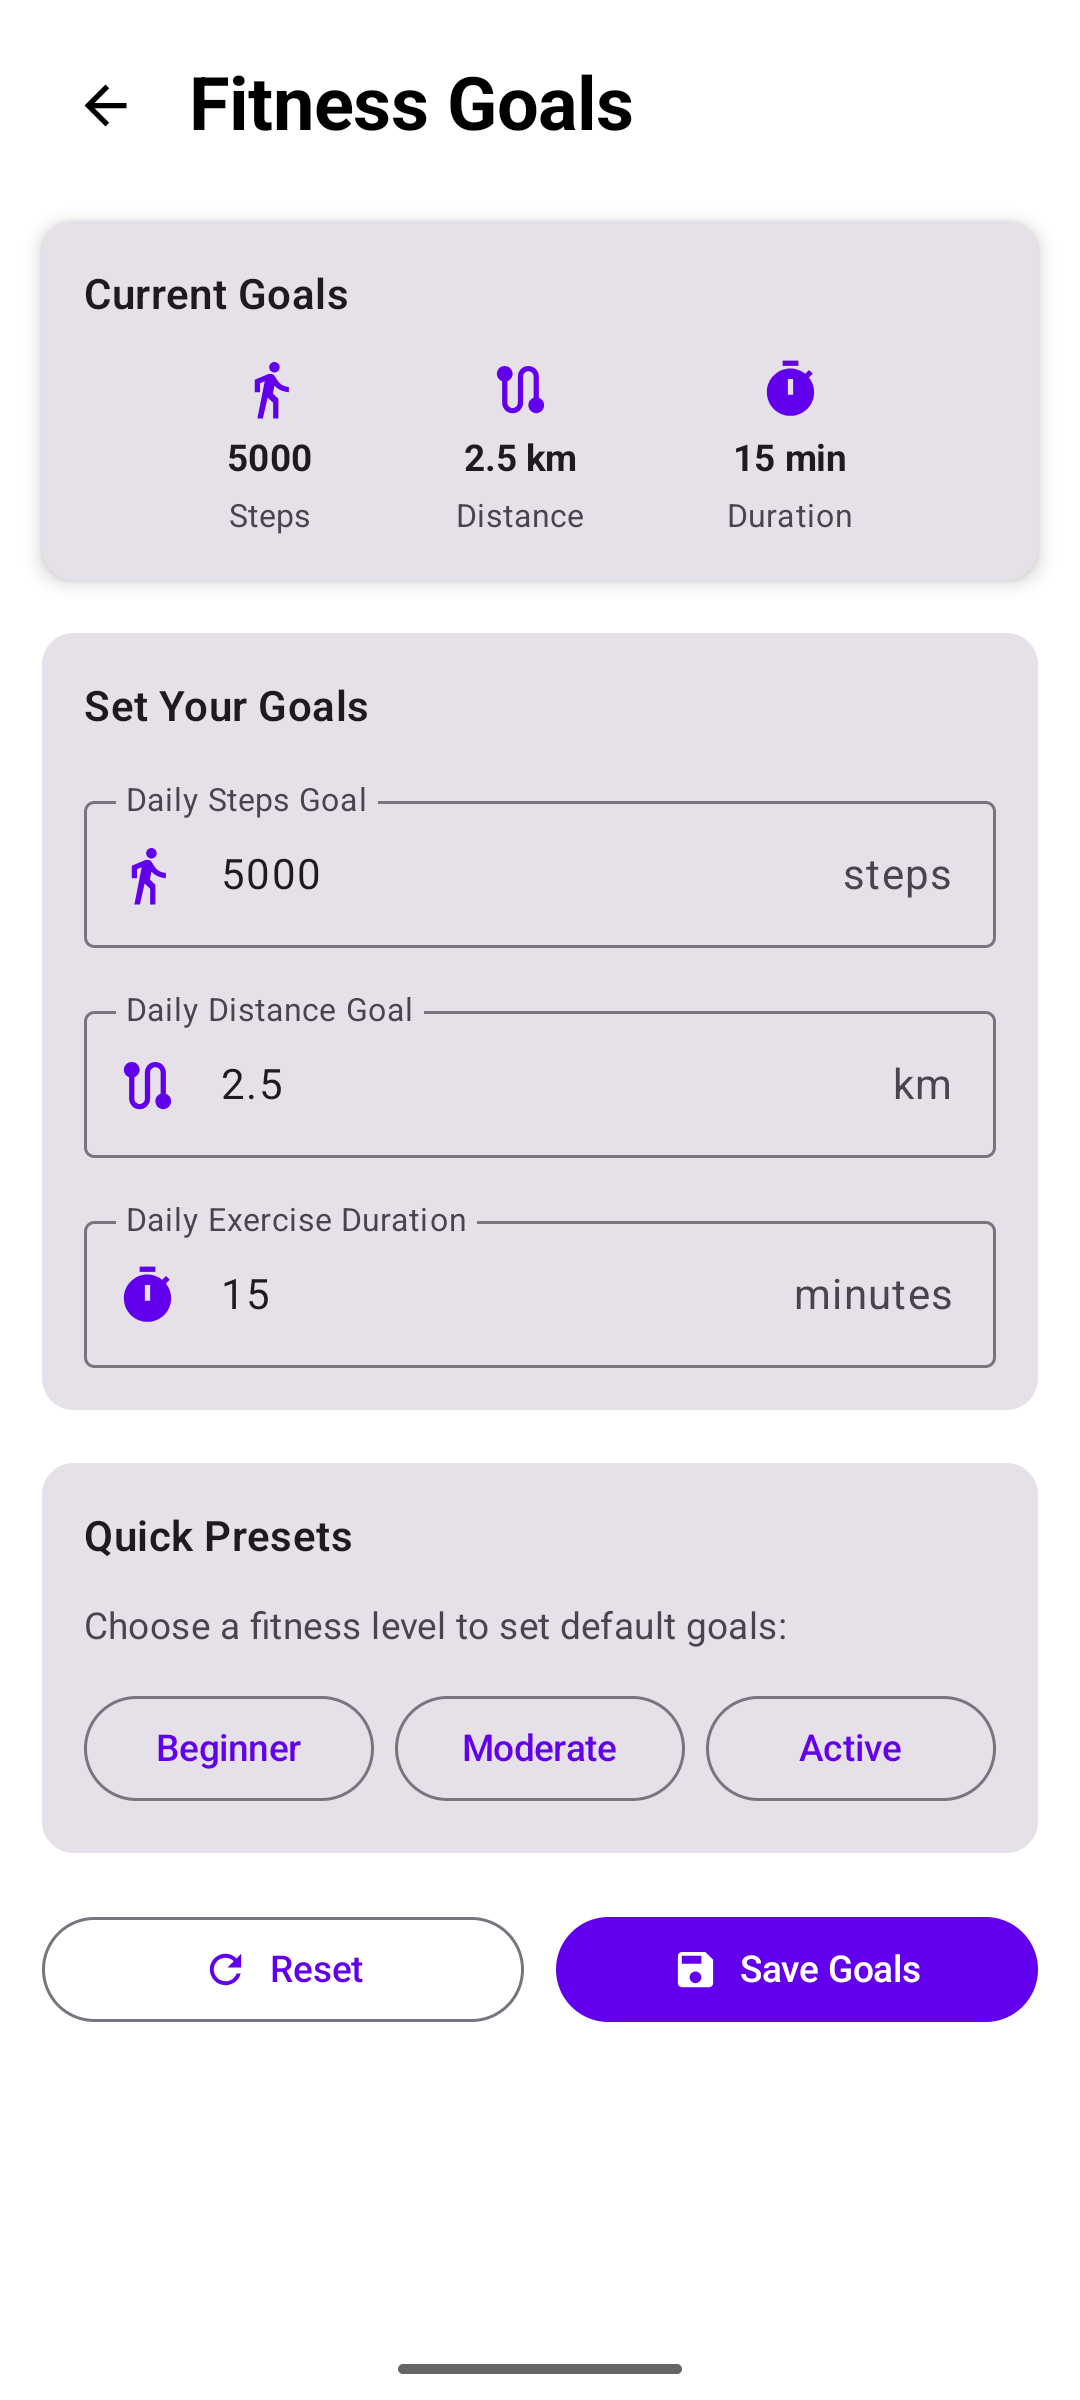 Fitness Goals
Current Goals
5000
2.5 km
15 min
Steps
Distance
Duration
Set Your Goals
Daily Steps Goal
5000
steps
Daily Distance Goal
2.5
km
Daily Exercise Duration
15
minutes
Quick Presets
Choose a fitness level to set default goals:
Beginner
Moderate
Active
Reset
Save Goals